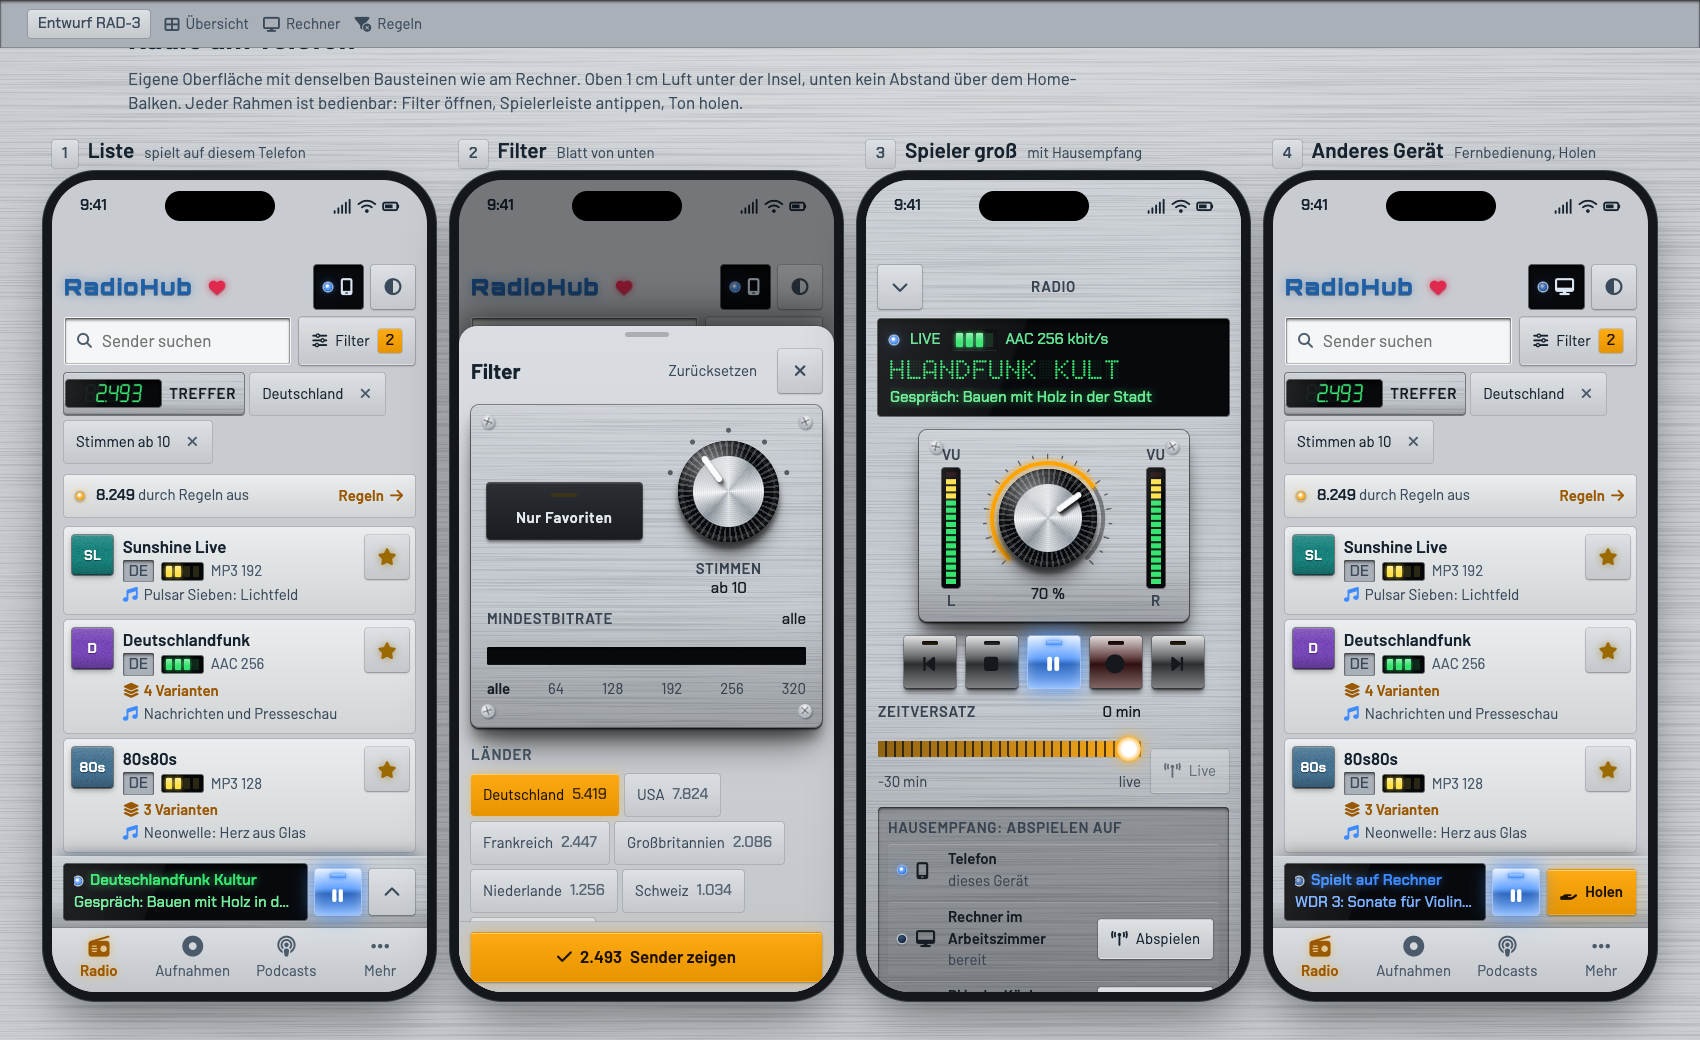 Entwurf RAD-3 Übersicht Rechner Regeln
Eigene Oberfläche mit denselben Bausteinen wie am Rechner. Oben 1 cm Luft unter der Insel, unten kein Abstand über dem Home-
Balken. Jeder Rahmen ist bedienbar: Filter öffnen, Spielerleiste antippen, Ton holen.
1 Liste spielt auf diesem Telefon
9:41
RadioHub
Sender suchen
Filter 2
2.493 TREFFER
Deutschland
Stimmen ab 10
8.249 durch Regeln aus
Regeln
SL
Sunshine Live
DE MP3 192
Pulsar Sieben: Lichtfeld
D
Deutschlandfunk
DE AAC 256
4 Varianten
Nachrichten und Presseschau
80s
80s80s
DE MP3 128
3 Varianten
Neonwelle: Herz aus Glas
Deutschlandfunk Kultur
Gespräch: Bauen mit Holz in d...
Radio Aufnahmen Podcasts Mehr
2 Filter Blatt von unten
9:41
RadioHub
Filter
Zurücksetzen
Nur Favoriten
STIMMEN
ab 10
MINDESTBITRATE alle
alle 64 128 192 256 320
LÄNDER
Deutschland 5.419
USA 7.824
Frankreich 2.447
Großbritannien 2.086
Niederlande 1.256
Schweiz 1.034
2.493 Sender zeigen
3 Spieler groß mit Hausempfang
9:41
RADIO
LIVE AAC 256 kbit/s
HLANDFUNK KULT
Gespräch: Bauen mit Holz in der Stadt
VU VU
L 70 % R
ZEITVERSATZ 0 min
-30 min live
Live
HAUSEMPFANG: ABSPIELEN AUF
Telefon
dieses Gerät
Rechner im
Arbeitszimmer
bereit
Abspielen
4 Anderes Gerät Fernbedienung, Holen
9:41
RadioHub
Sender suchen
Filter 2
2.493 TREFFER
Deutschland
Stimmen ab 10
8.249 durch Regeln aus
Regeln
SL
Sunshine Live
DE MP3 192
Pulsar Sieben: Lichtfeld
D
Deutschlandfunk
DE AAC 256
4 Varianten
Nachrichten und Presseschau
80s
80s80s
DE MP3 128
3 Varianten
Neonwelle: Herz aus Glas
Spielt auf Rechner
WDR 3: Sonate für Violin...
Holen
Radio Aufnahmen Podcasts Mehr